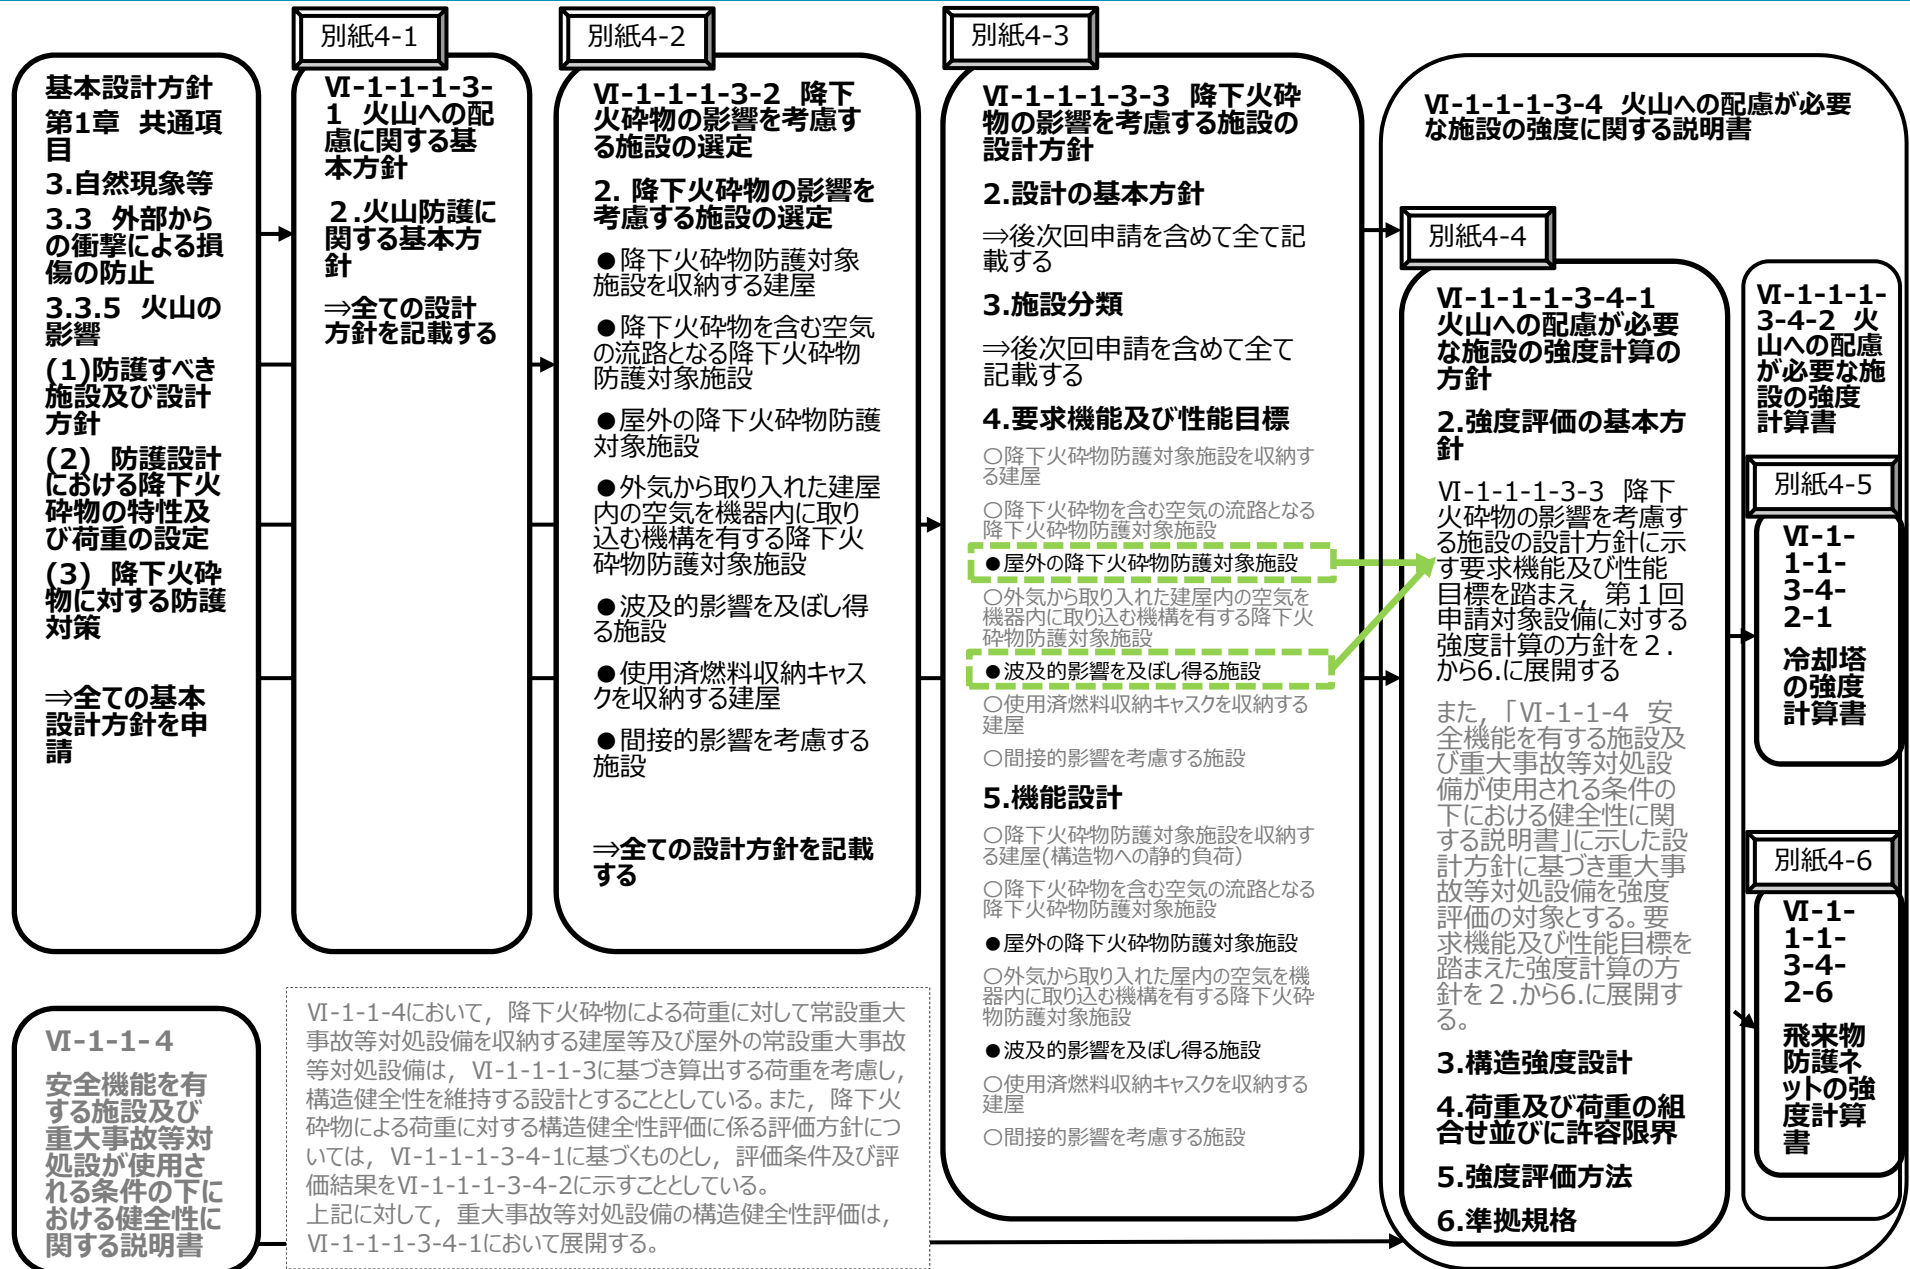 別紙4-1
別紙4-2
別紙4-3
基本設計方針
第1章 共通項
目
3.自然現象等
3.3 外部から
の衝撃による損
傷の防止
3.3.5 火山の
影響
(1)防護すべき
施設及び設計
方針
(2) 防護設計
における降下火
砕物の特性及
び荷重の設定
(3) 降下火砕
物に対する防護
対策
⇒全ての基本
設計方針を申
請
Ⅵ-1-1-1-3-
1 火山への配
慮に関する基
本方針
２.火山防護に
関する基本方
針
⇒全ての設計
方針を記載する
Ⅵ-1-1-1-3-2 降下
火砕物の影響を考慮す
る施設の選定
2. 降下火砕物の影響を
考慮する施設の選定
●降下火砕物防護対象
施設を収納する建屋
●降下火砕物を含む空気
の流路となる降下火砕物
防護対象施設
●屋外の降下火砕物防護
対象施設
●外気から取り入れた建屋
内の空気を機器内に取り
込む機構を有する降下火
砕物防護対象施設
●波及的影響を及ぼし得
る施設
●使用済燃料収納キャス
クを収納する建屋
●間接的影響を考慮する
施設
⇒全ての設計方針を記載
する
Ⅵ-1-1-1-3-3 降下火砕
物の影響を考慮する施設の
設計方針
2.設計の基本方針
⇒後次回申請を含めて全て記
載する
3.施設分類
⇒後次回申請を含めて全て
記載する
4.要求機能及び性能目標
○降下火砕物防護対象施設を収納す
る建屋
○降下火砕物を含む空気の流路となる
降下火砕物防護対象施設
●屋外の降下火砕物防護対象施設
○外気から取り入れた建屋内の空気を
機器内に取り込む機構を有する降下火
砕物防護対象施設
●波及的影響を及ぼし得る施設
○使用済燃料収納キャスクを収納する
建屋
○間接的影響を考慮する施設
5.機能設計
○降下火砕物防護対象施設を収納す
る建屋(構造物への静的負荷)
○降下火砕物を含む空気の流路となる
降下火砕物防護対象施設
●屋外の降下火砕物防護対象施設
○外気から取り入れた屋内の空気を機
器内に取り込む機構を有する降下火砕
物防護対象施設
●波及的影響を及ぼし得る施設
○使用済燃料収納キャスクを収納する
建屋
○間接的影響を考慮する施設
Ⅵ-1-1-1-3-4 火山への配慮が必要
な施設の強度に関する説明書
別紙4-4
Ⅵ-1-1-1-3-4-1
火山への配慮が必要
な施設の強度計算の
方針
2.強度評価の基本方
針
Ⅵ-1-1-1-3-3 降下
火砕物の影響を考慮す
る施設の設計方針に示
す要求機能及び性能
目標を踏まえ，第１回
申請対象設備に対する
強度計算の方針を２.
から6.に展開する
また，「Ⅵ-1-1-4 安
全機能を有する施設及
び重大事故等対処設
備が使用される条件の
下における健全性に関
する説明書」に示した設
計方針に基づき重大事
故等対処設備を強度
評価の対象とする。要
求機能及び性能目標を
踏まえた強度計算の方
針を２.から6.に展開す
る。
3.構造強度設計
4.荷重及び荷重の組
合せ並びに許容限界
5.強度評価方法
6.準拠規格
Ⅵ-1-1-1-
3-4-2 火
山への配慮
が必要な施
設の強度
計算書
別紙4-5
Ⅵ-1-
1-1-
3-4-
2-1
冷却塔
の強度
計算書
別紙4-6
Ⅵ-1-
1-1-
3-4-
2-6
飛来物
防護ネ
ットの強
度計算
書
Ⅵ-1-1-４
安全機能を有
する施設及び
重大事故等対
処設が使用さ
れる条件の下に
おける健全性に
関する説明書
Ⅵ-1-1-4において，降下火砕物による荷重に対して常設重大
事故等対処設備を収納する建屋等及び屋外の常設重大事故
等対処設備は，Ⅵ-1-1-1-3に基づき算出する荷重を考慮し，
構造健全性を維持する設計とすることとしている。また，降下火
砕物による荷重に対する構造健全性評価に係る評価方針につ
いては，Ⅵ-1-1-1-3-4-1に基づくものとし，評価条件及び評
価結果をⅥ-1-1-1-3-4-2に示すこととしている。
上記に対して，重大事故等対処設備の構造健全性評価は，
Ⅵ-1-1-1-3-4-1において展開する。